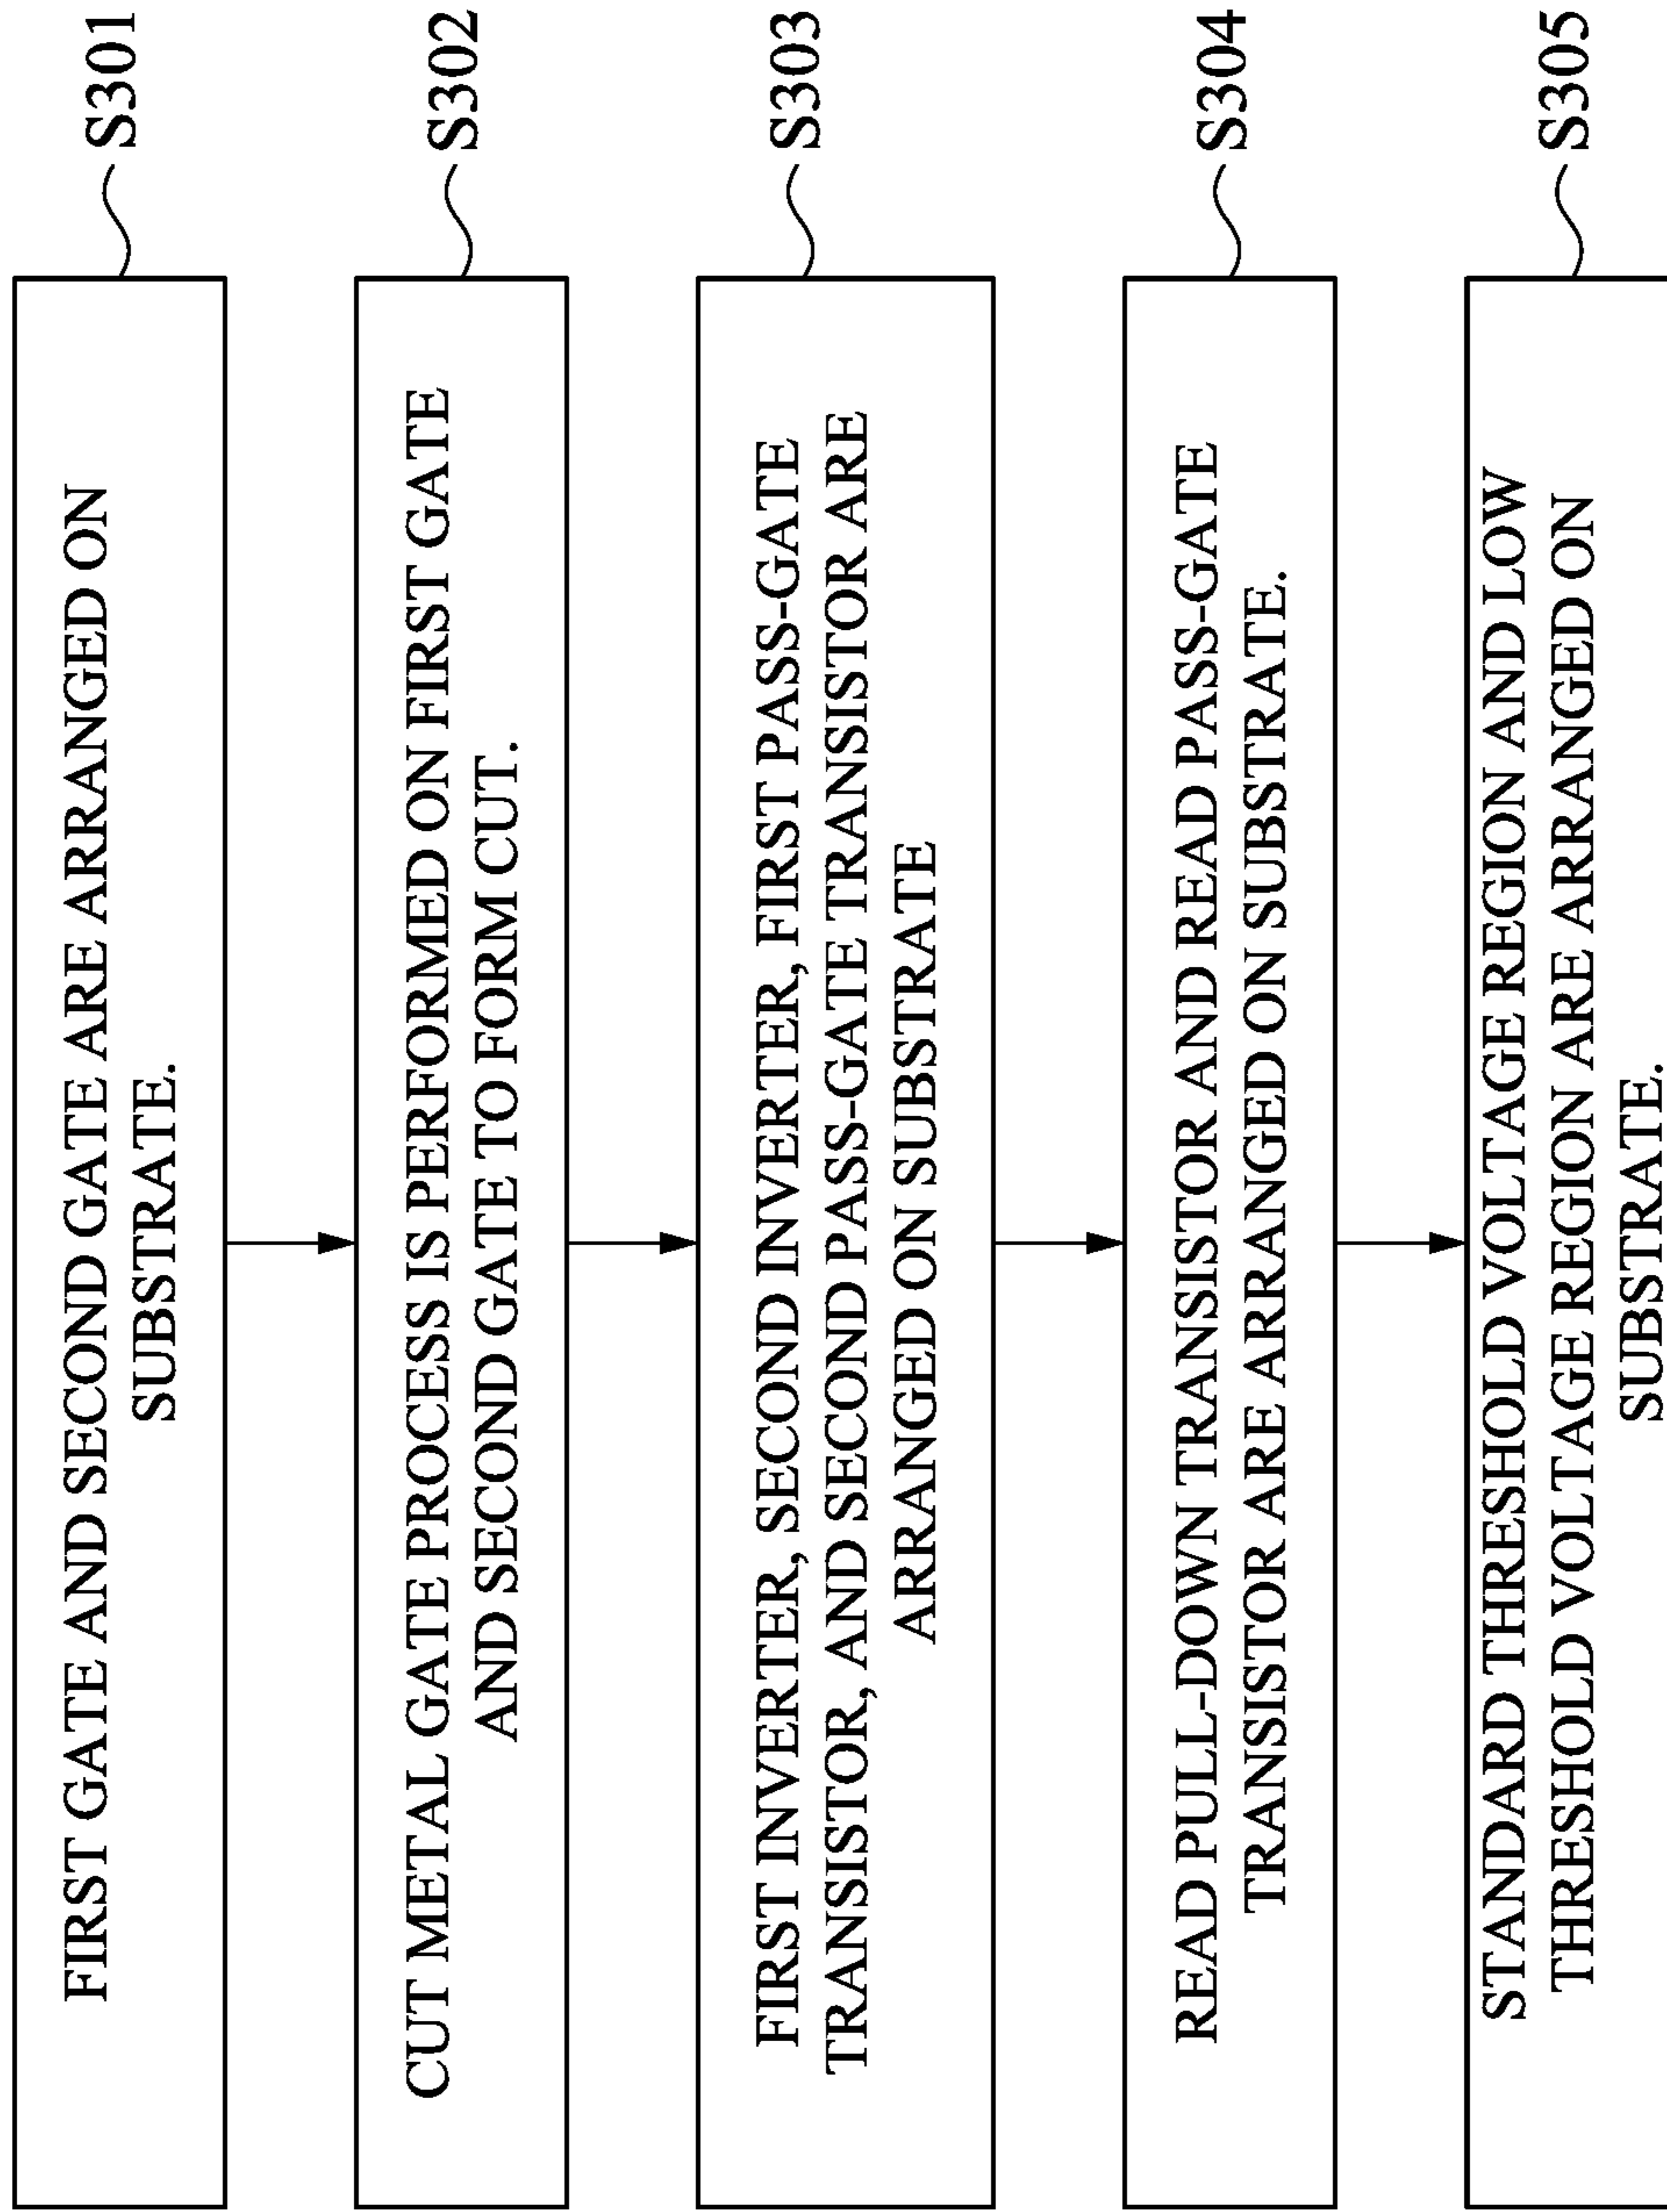 FIRST GATE AND SECOND GATE ARE ARRANGED ON
SUBSTRATE.
S301
CUT METAL GATE PROCESS IS PERFORMED ON FIRST GATE
AND SECOND GATE TO FORM CUT.
S302
FIRST INVERTER, SECOND INVERTER, FIRST PASS-GATE
TRANSISTOR, AND SECOND PASS-GATE TRANSISTOR ARE
ARRANGED ON SUBSTRATE
S303
READ PULL-DOWN TRANSISTOR AND READ PASS-GATE
TRANSISTOR ARE ARRANGED ON SUBSTRATE.
S304
STANDARD THRESHOLD VOLTAGE REGION AND LOW
THRESHOLD VOLTAGE REGION ARE ARRANGED ON
SUBSTRATE.
S305